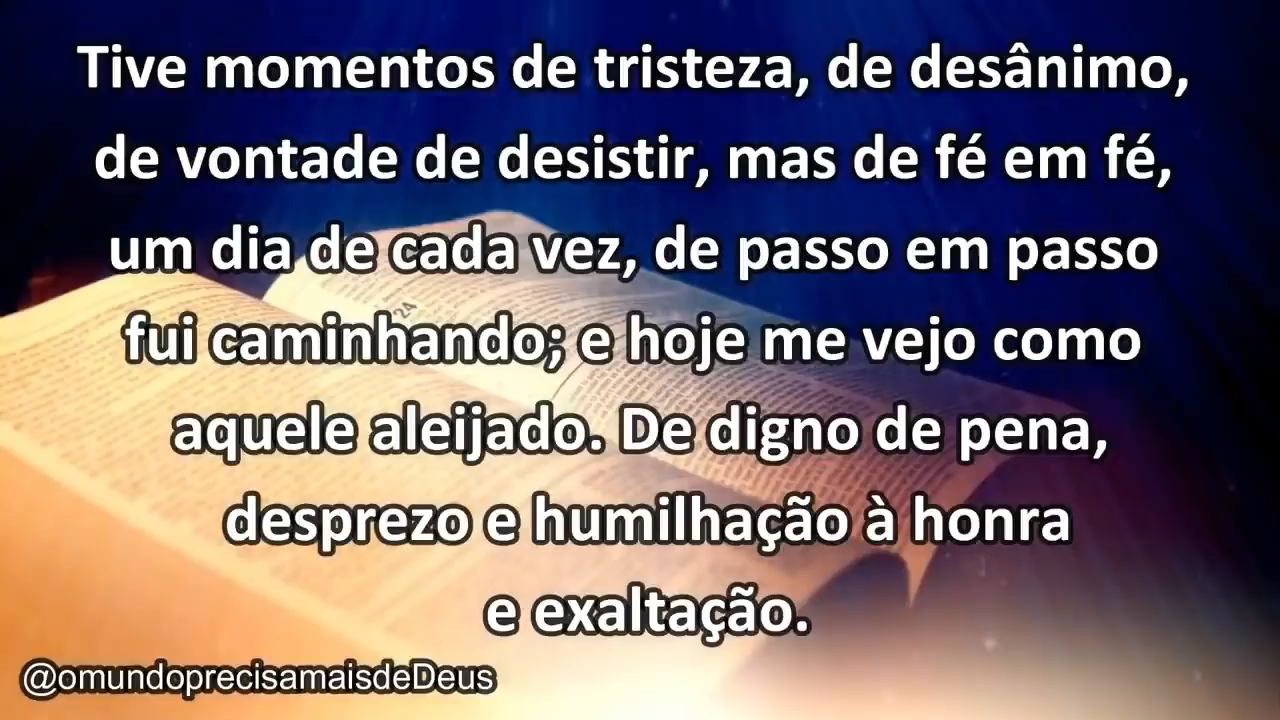 Tive momentos de tristeza, de desânimo,
de vontade de desistir, mas de fé em fé,
um dia de cada vez, de passo em passo
fui caminhando; e hoje me vejo como
aquele aleijado. De digno de pena,
desprezo e humilhação à honra
e exaltação.
@omundoprecisamaisdeDeus
24